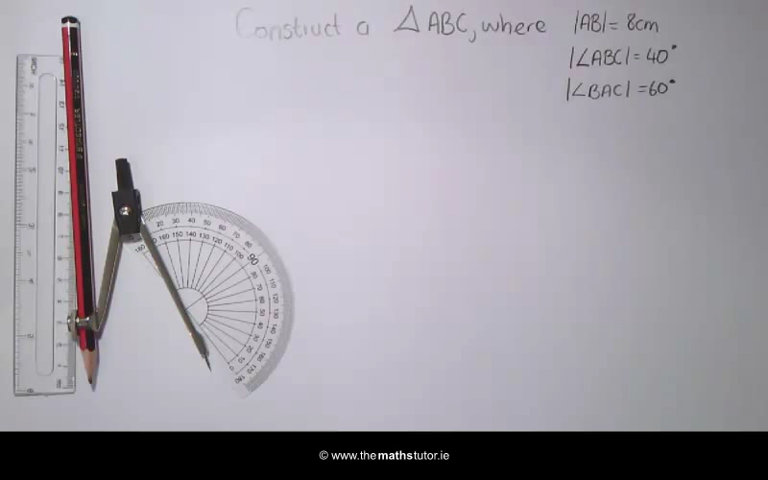 Construct a △ABC, where |AB| = 8cm
|∠ABC| = 40°
|∠BAC| = 60°
© www.themathstutor.ie